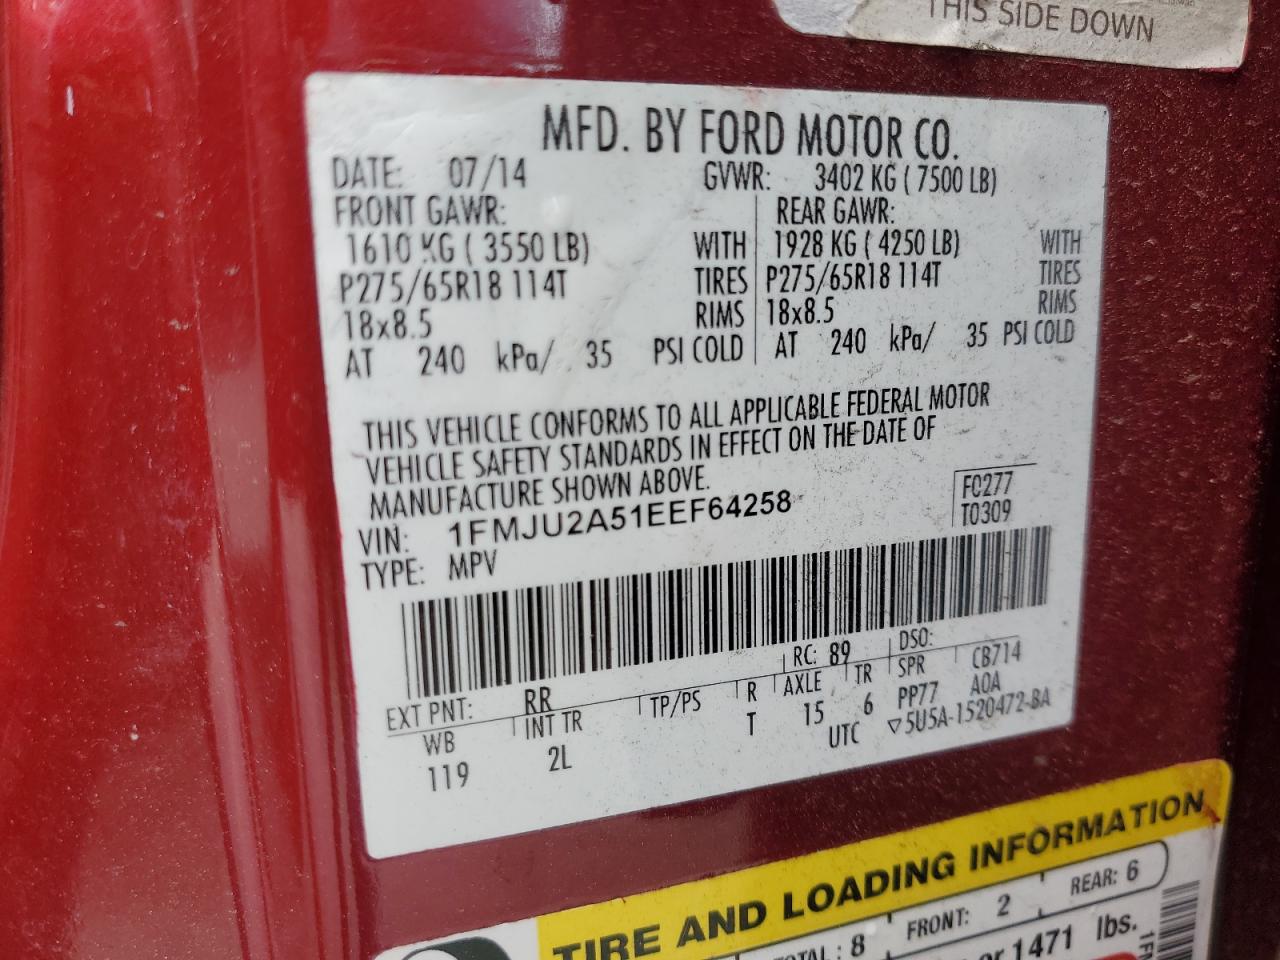 THIS SIDE DOWN
MFD. BY FORD MOTOR CO.
DATE: 07/14 GVWR: 3402 KG ( 7500 LB)
FRONT GAWR: REAR GAWR:
1610 KG ( 3550 LB) WITH 1928 KG ( 4250 LB) WITH
P275/65R18 114T TIRES P275/65R18 114T TIRES
18x8.5 RIMS 18x8.5 RIMS
AT 240 kPa/ 35 PSI COLD AT 240 kPa/ 35 PSI COLD
THIS VEHICLE CONFORMS TO ALL APPLICABLE FEDERAL MOTOR
VEHICLE SAFETY STANDARDS IN EFFECT ON THE DATE OF
MANUFACTURE SHOWN ABOVE.
VIN: 1FMJU2A51EEF64258 F0277
TYPE: MPV T0309
EXT PNT: RR RC: 89 DSO:
WB INT TR TP/PS R AXLE TR SPR CB714
119 2L T 15 6 PP77 A0A
UTC ▽5U5A-1520472-BA
TIRE AND LOADING INFORMATION
: 8 FRONT: 2 REAR: 6
or 1471 lbs.